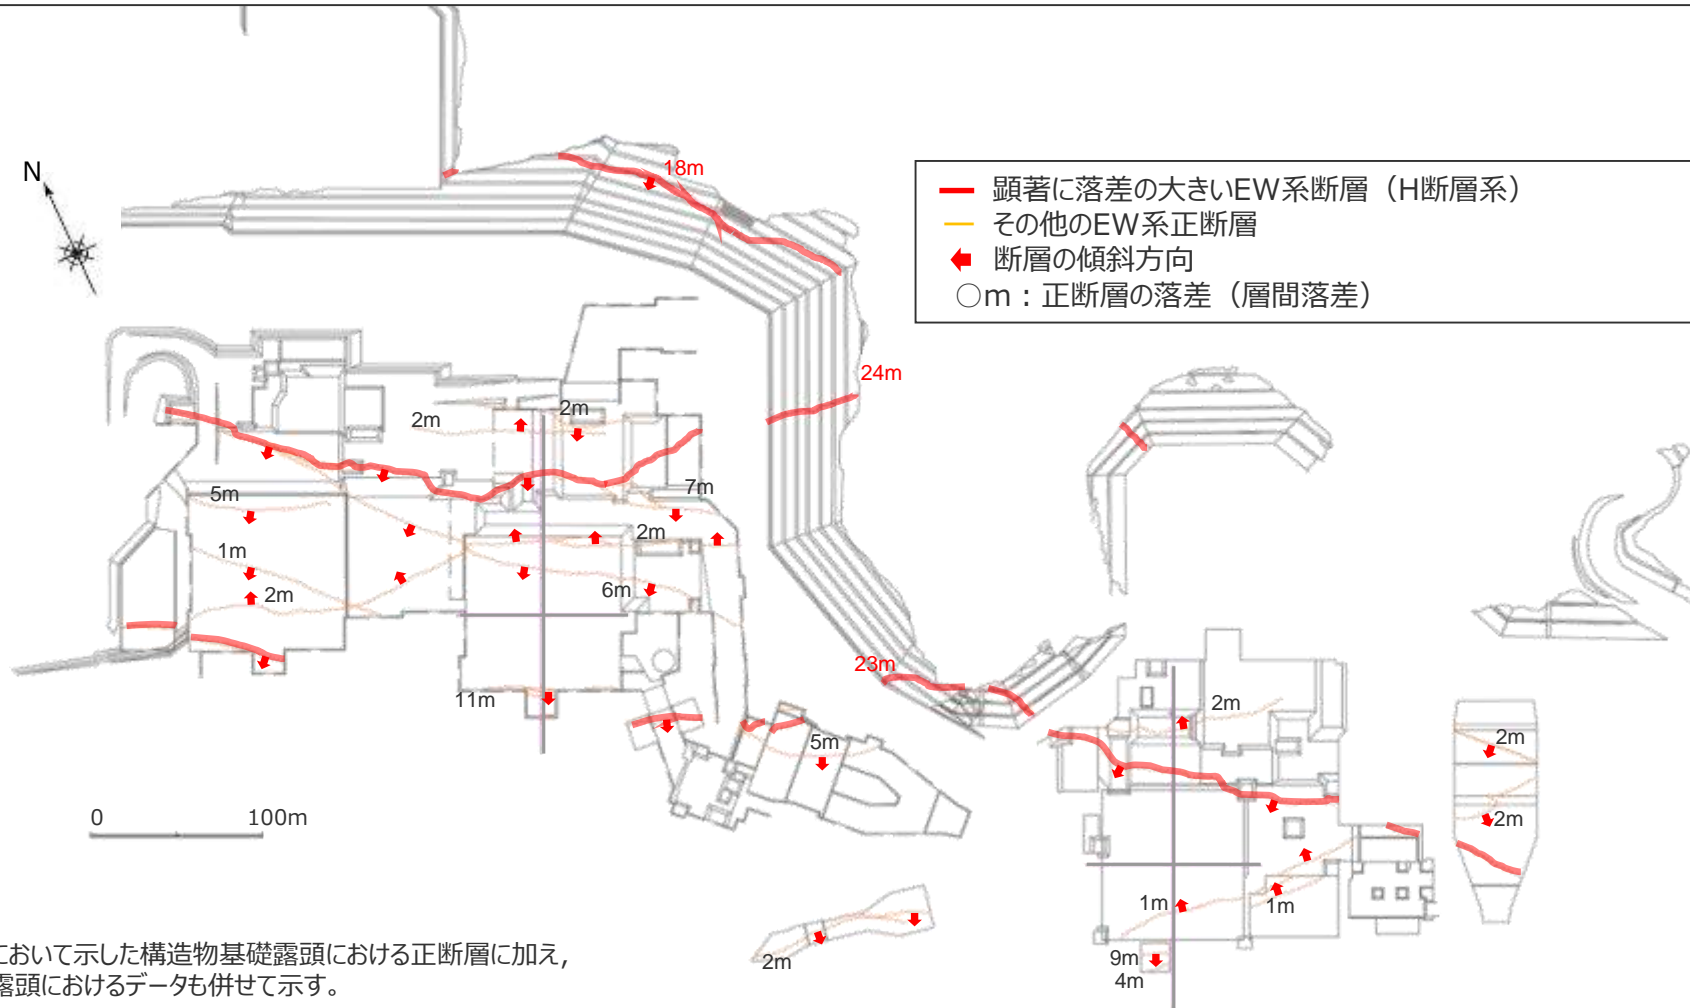 N
18m
顕著に落差の大きいEW系断層（H断層系）
その他のEW系正断層
断層の傾斜方向
○m：正断層の落差（層間落差）
24m
2m
2m
5m
7m
1m
2m
2m
6m
23m
11m
5m
2m
2m
2m
0 100m
1m
1m
2m
9m
4m
において示した構造物基礎露頭における正断層に加え，
露頭におけるデータも併せて示す。